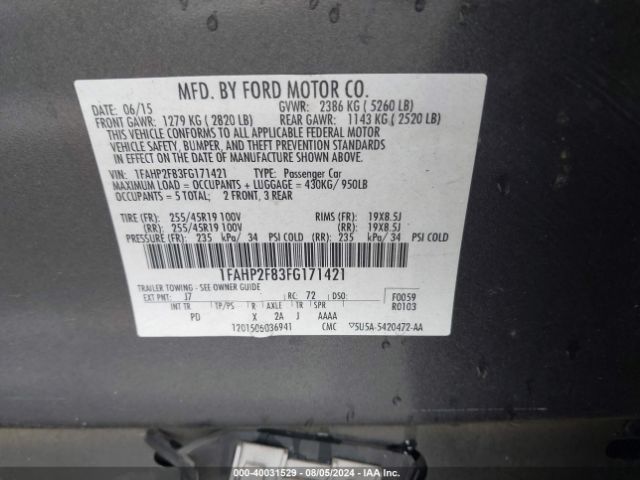 MFD. BY FORD MOTOR CO.
DATE: 06/15 GVWR: 2386 KG ( 5260 LB)
FRONT GAWR: 1279 KG ( 2820 LB) REAR GAWR: 1143 KG ( 2520 LB)
THIS VEHICLE CONFORMS TO ALL APPLICABLE FEDERAL MOTOR
VEHICLE SAFETY, BUMPER, AND THEFT PREVENTION STANDARDS
IN EFFECT ON THE DATE OF MANUFACTURE SHOWN ABOVE.
VIN: 1FAHP2F83FG171421 TYPE: Passenger Car
MAXIMUM LOAD = OCCUPANTS + LUGGAGE = 430KG/ 950LB
OCCUPANTS = 5 TOTAL; 2 FRONT, 3 REAR
TIRE (FR): 255/45R19 100V RIMS (FR): 19X8.5J
(RR): 255/45R19 100V (RR): 19X8.5J
PRESSURE (FR): 235 kPa/ 34 PSI COLD (RR): 235 kPa/ 34 PSI COLD
1FAHP2F83FG171421
TRAILER TOWING - SEE OWNER GUIDE
EXT PNT: J7 RC: 72 DSO: F0059
INT TR TP/PS R AXLE TR SPR R0103
PD X 2A J AAAA
1201506036941 CMC ▽5U5A-5420472-AA
1-000-40031529 - 08/05/2024 - IAAI.COM